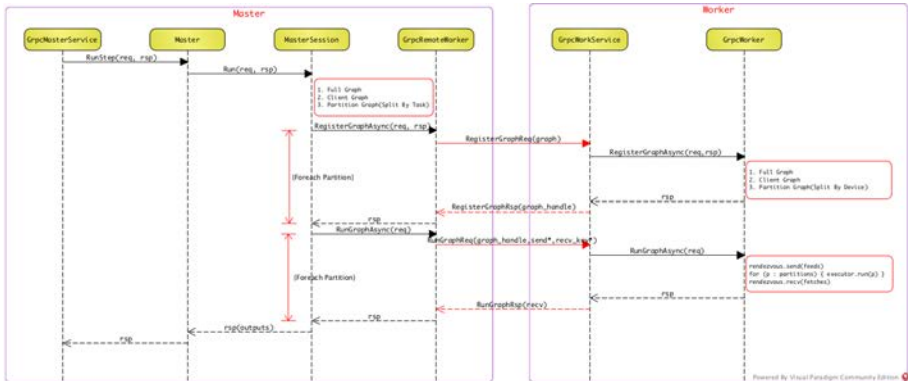 Master
Worker
GrpcMasterService
Master
MasterSession
GrpcRemoteWorker
GrpcWorkService
GrpcWorker
RunStep(req, rsp)
Run(req, rsp)
1. Full Graph
2. Client Graph
3. Partition Graph(Split By Task)
RegisterGraphAsync(req, rsp)
RegisterGraphReq(graph)
RegisterGraphAsync(req,rsp)
(Foreach Partition)
1. Full Graph
2. Client Graph
3. Partition Graph(Split By Device)
rsp
RegisterGraphRsp(graph_handle)
rsp
RunGraphAsync(req)
RunGraphReq(graph_handle,send*,recv_key*)
RunGraphAsync(req)
(Foreach Partition)
rendezvous.send(feeds)
for (p : partitions) { executor.run(p) }
rendezvous.recv(fetches)
rsp
RunGraphRsp(recv)
rsp
rsp(outputs)
rsp
Powered By Visual Paradigm Community Edition